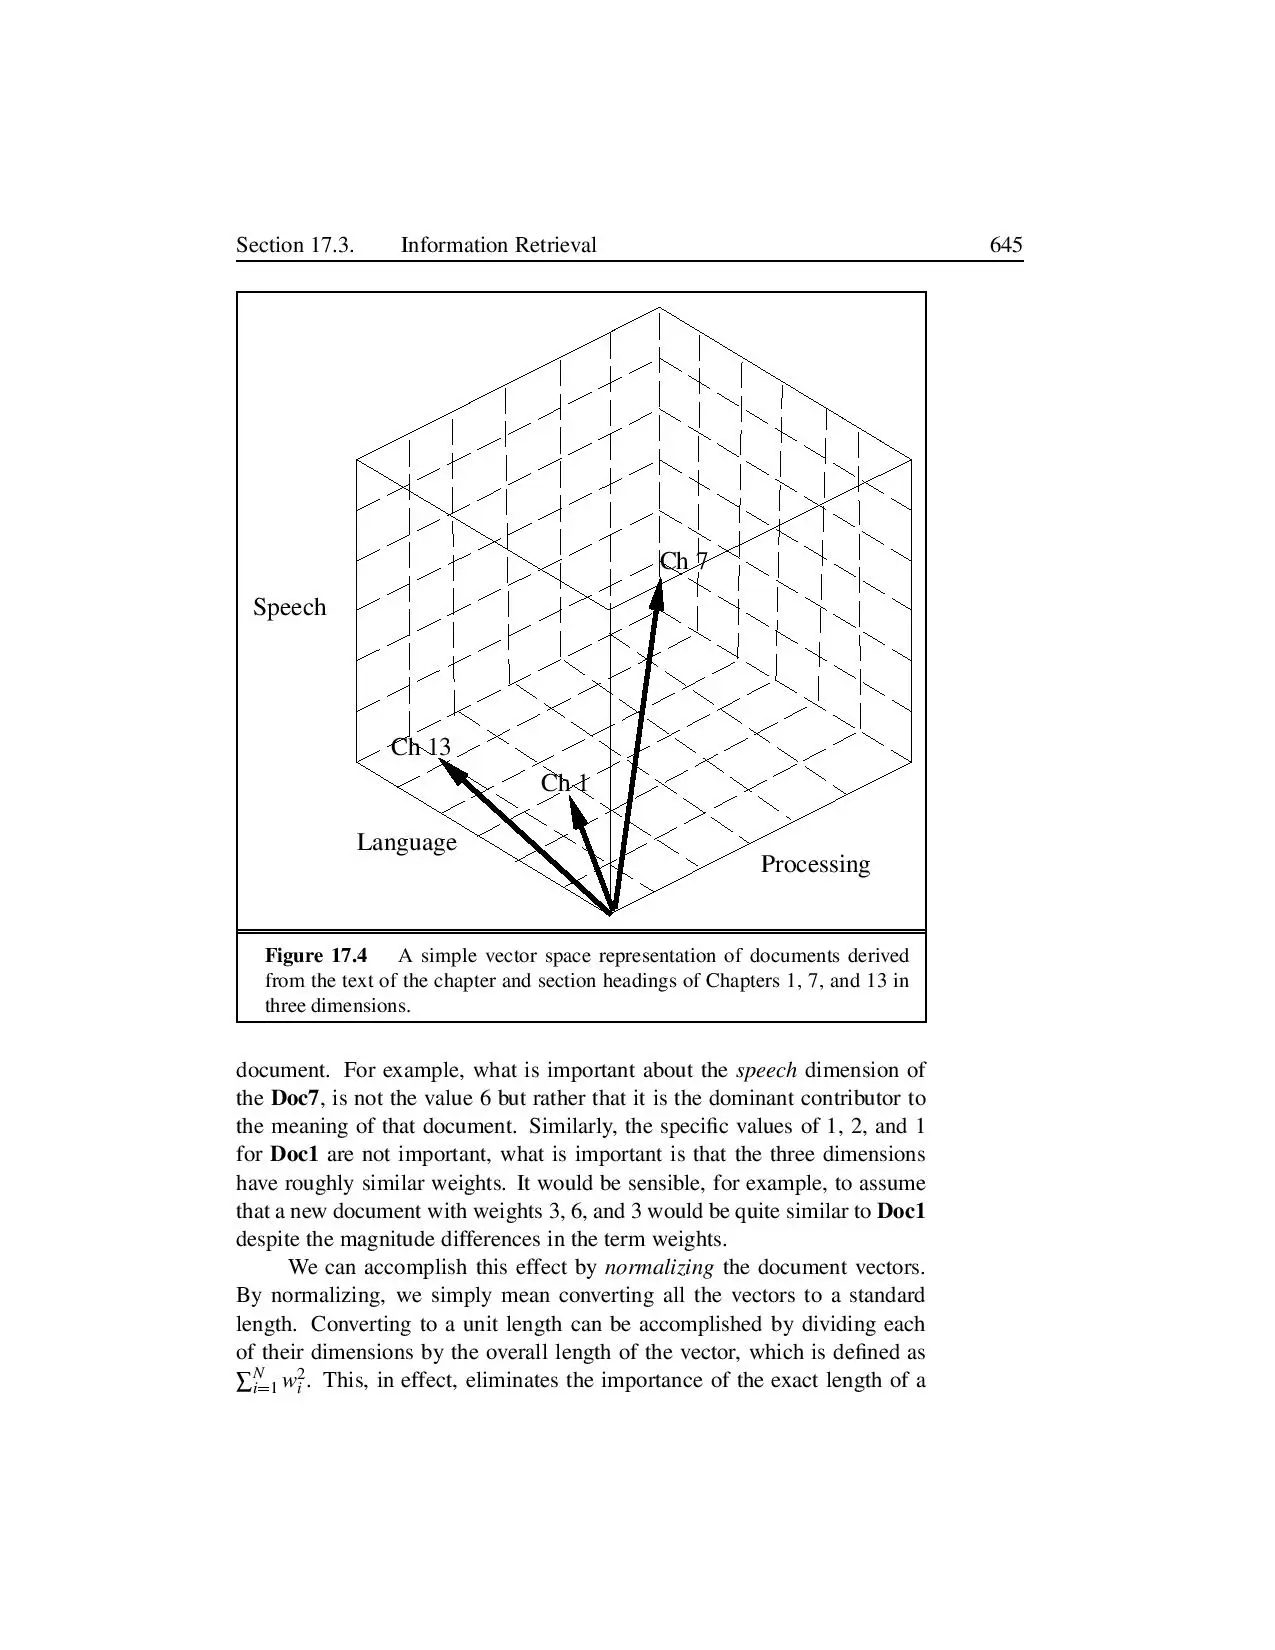 Section 17.3. Information Retrieval 645
Ch 7
Speech
Ch 13
Ch 1
Language
Processing
Figure 17.4 A simple vector space representation of documents derived
from the text of the chapter and section headings of Chapters 1, 7, and 13 in
three dimensions.
document. For example, what is important about the speech dimension of
the Doc7, is not the value 6 but rather that it is the dominant contributor to
the meaning of that document. Similarly, the specific values of 1, 2, and 1
for Doc1 are not important, what is important is that the three dimensions
have roughly similar weights. It would be sensible, for example, to assume
that a new document with weights 3, 6, and 3 would be quite similar to Doc1
despite the magnitude differences in the term weights.
We can accomplish this effect by normalizing the document vectors.
By normalizing, we simply mean converting all the vectors to a standard
length. Converting to a unit length can be accomplished by dividing each
of their dimensions by the overall length of the vector, which is defined as
∑ᴺᵢ₌₁ wᵢ². This, in effect, eliminates the importance of the exact length of a